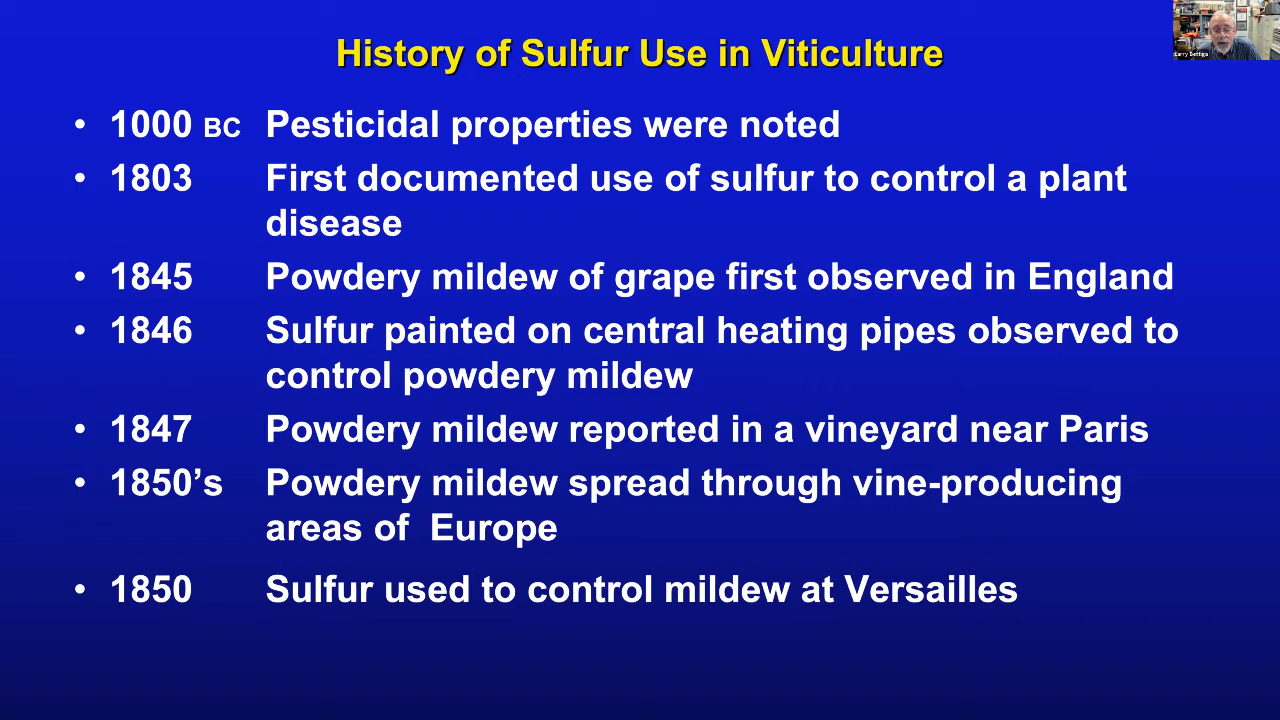 History of Sulfur Use in Viticulture
Larry Bettiga
• 1000 BC Pesticidal properties were noted
• 1803 First documented use of sulfur to control a plant
disease
• 1845 Powdery mildew of grape first observed in England
• 1846 Sulfur painted on central heating pipes observed to
control powdery mildew
• 1847 Powdery mildew reported in a vineyard near Paris
• 1850’s Powdery mildew spread through vine-producing
areas of Europe
• 1850 Sulfur used to control mildew at Versailles